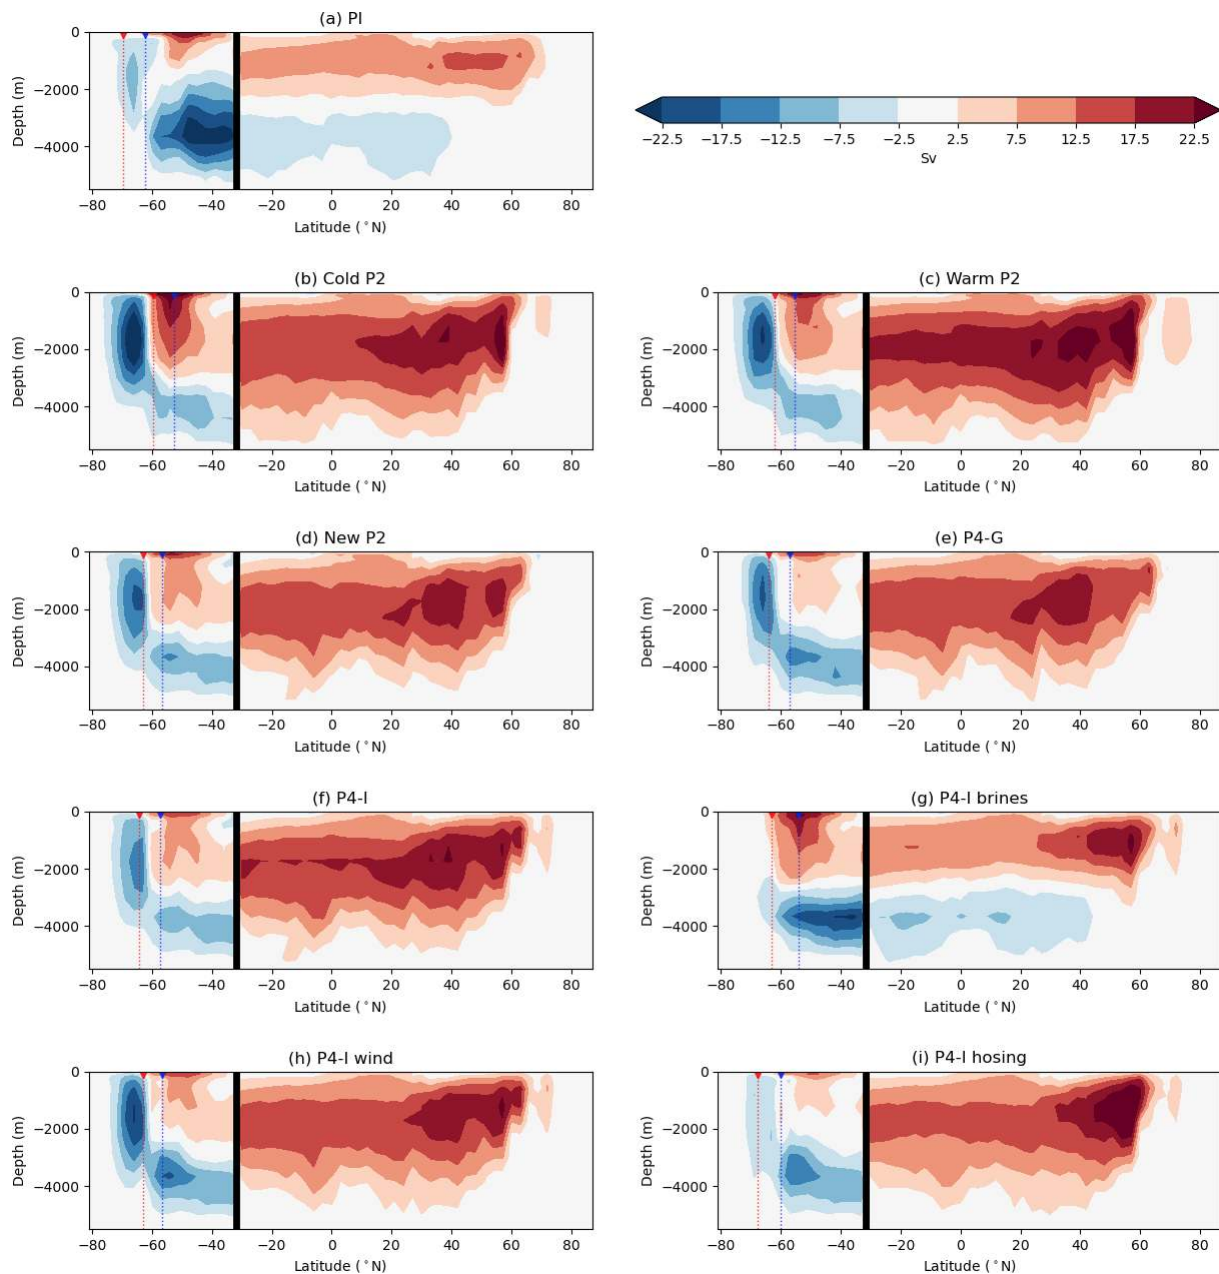 (a) PI
0
−2000
−4000
Depth (m)
−80 −60 −40 −20 0 20 40 60 80
Latitude (°N)
−22.5 −17.5 −12.5 −7.5 −2.5 2.5 7.5 12.5 17.5 22.5
Sv
(b) Cold P2
0
−2000
−4000
Depth (m)
−80 −60 −40 −20 0 20 40 60 80
Latitude (°N)
(c) Warm P2
0
−2000
−4000
Depth (m)
−80 −60 −40 −20 0 20 40 60 80
Latitude (°N)
(d) New P2
0
−2000
−4000
Depth (m)
−80 −60 −40 −20 0 20 40 60 80
Latitude (°N)
(e) P4-G
0
−2000
−4000
Depth (m)
−80 −60 −40 −20 0 20 40 60 80
Latitude (°N)
(f) P4-I
0
−2000
−4000
Depth (m)
−80 −60 −40 −20 0 20 40 60 80
Latitude (°N)
(g) P4-I brines
0
−2000
−4000
Depth (m)
−80 −60 −40 −20 0 20 40 60 80
Latitude (°N)
(h) P4-I wind
0
−2000
−4000
Depth (m)
−80 −60 −40 −20 0 20 40 60 80
Latitude (°N)
(i) P4-I hosing
0
−2000
−4000
Depth (m)
−80 −60 −40 −20 0 20 40 60 80
Latitude (°N)